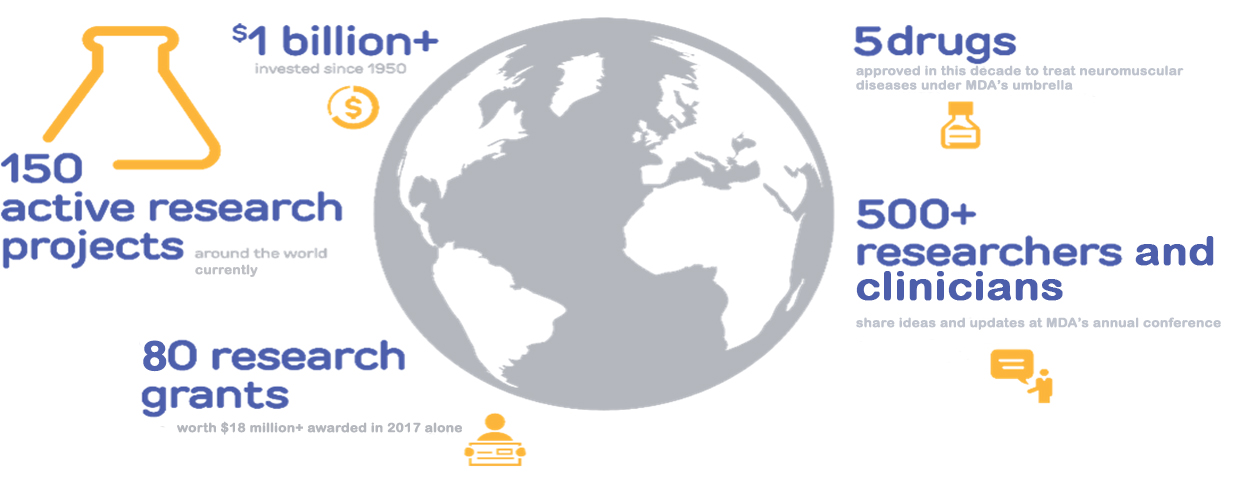 $1 billion+
invested since 1950
150
active research
projects around the world
currently
80 research
grants
worth $18 million+ awarded in 2017 alone
5 drugs
approved in this decade to treat neuromuscular
diseases under MDA's umbrella
500+
researchers and
clinicians
share ideas and updates at MDA's annual conference